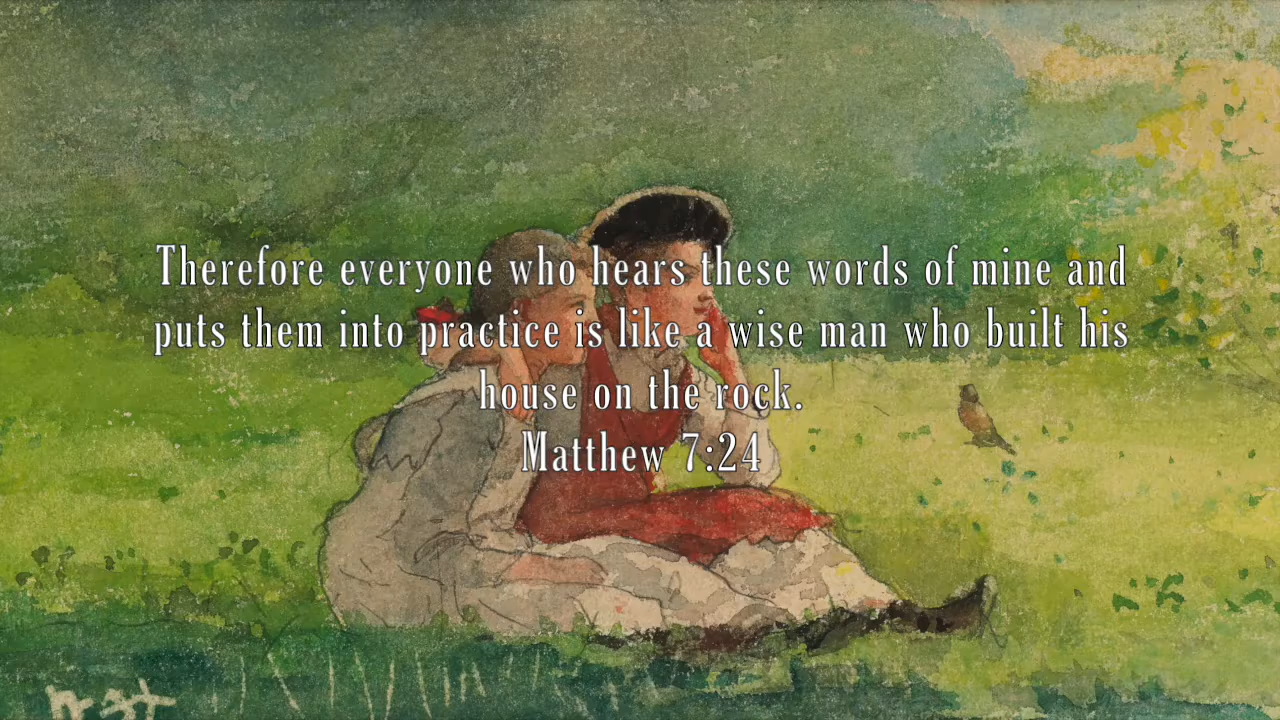 Therefore everyone who hears these words of mine and
puts them into practice is like a wise man who built his
house on the rock.
Matthew 7:24